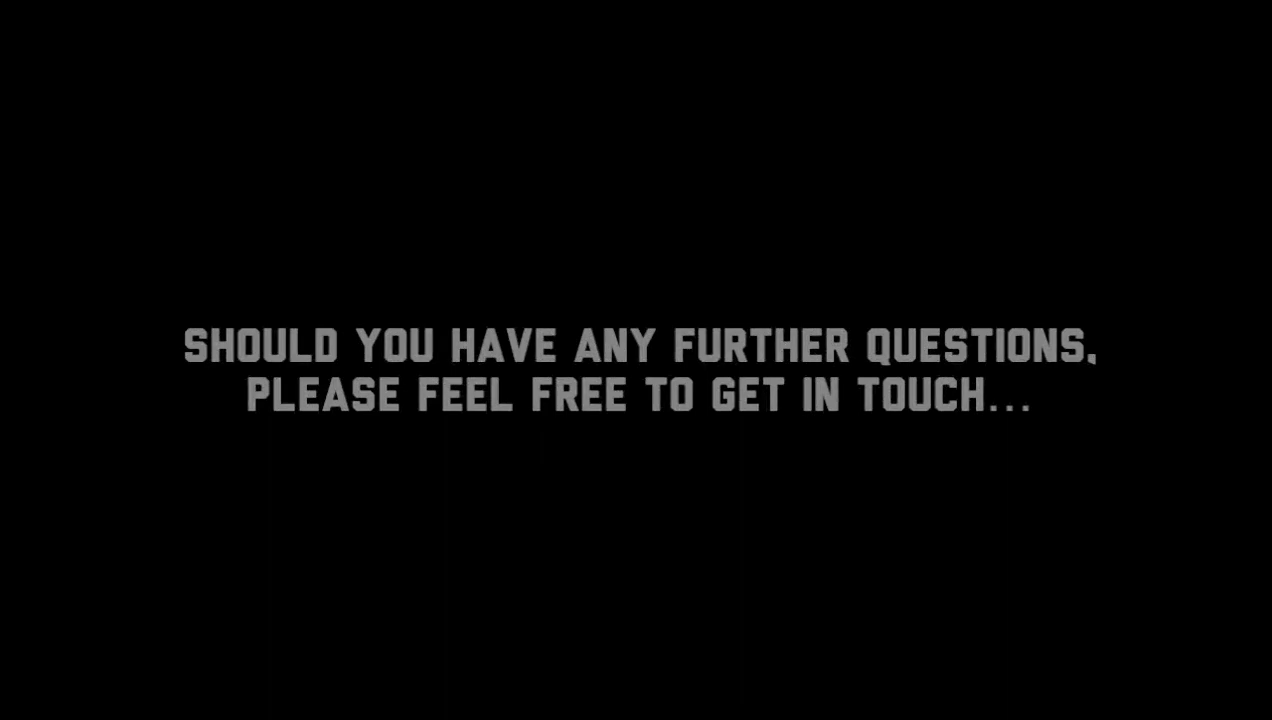 SHOULD YOU HAVE ANY FURTHER QUESTIONS,
PLEASE FEEL FREE TO GET IN TOUCH...